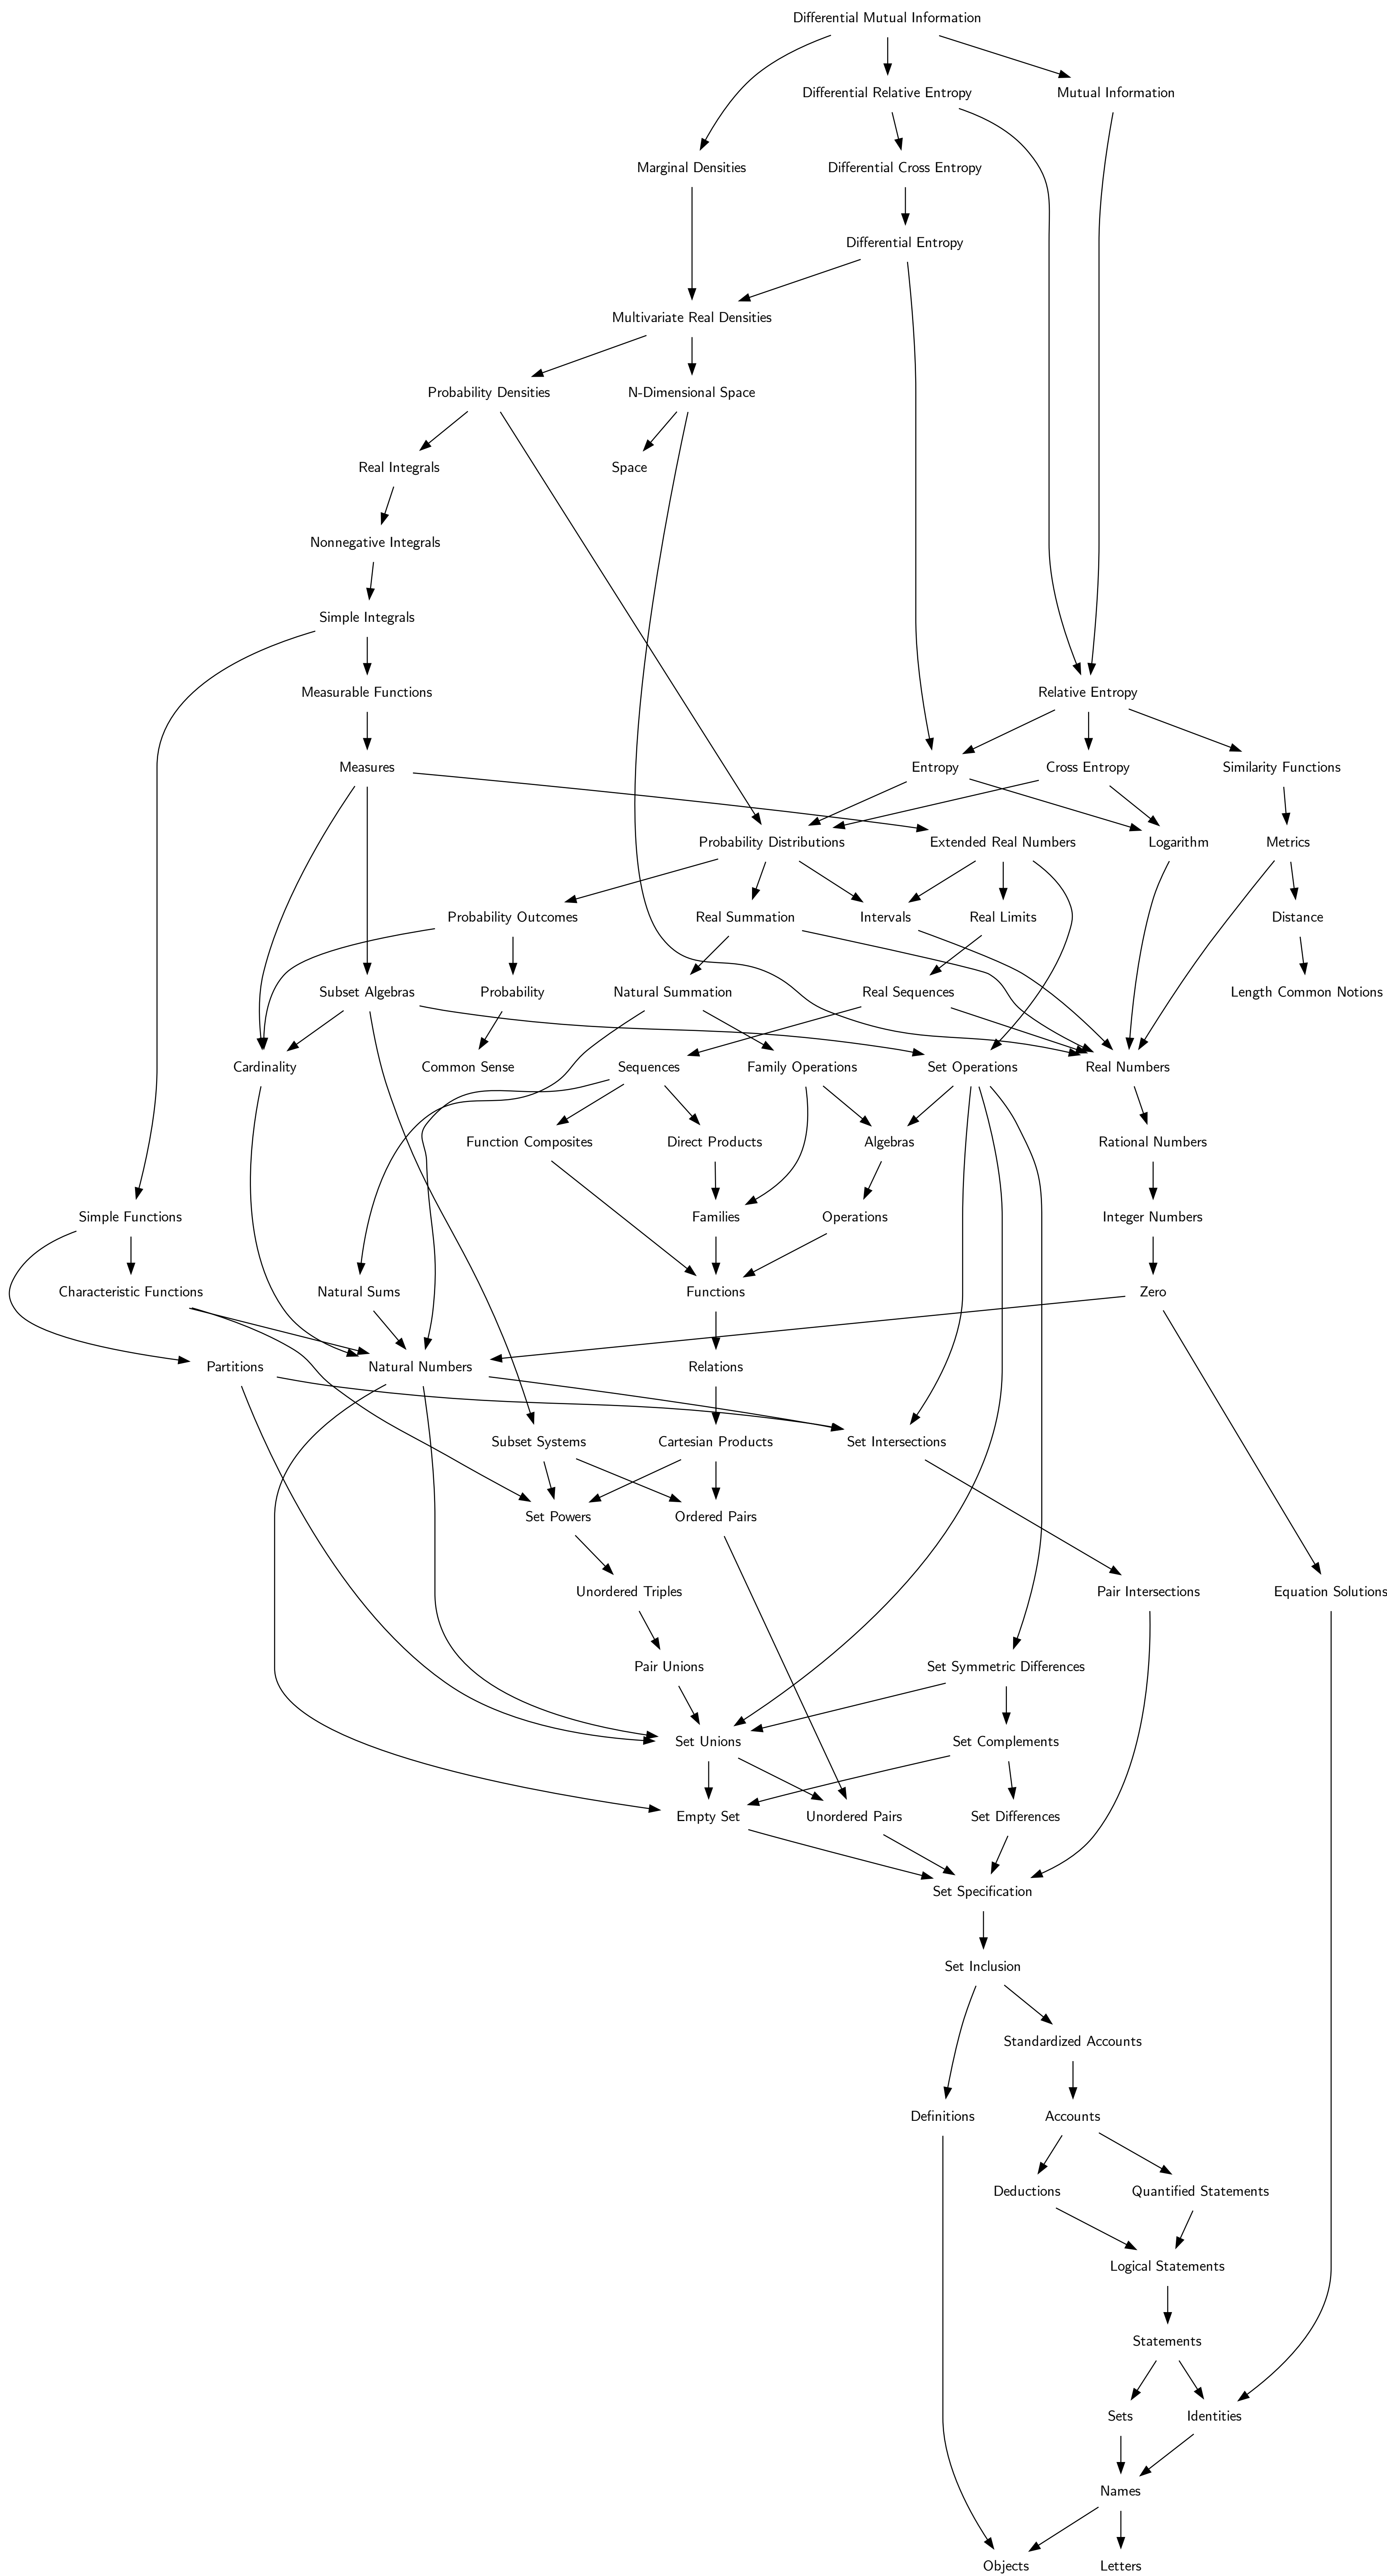 Differential Mutual Information
Differential Relative Entropy
Mutual Information
Marginal Densities
Differential Cross Entropy
Differential Entropy
Multivariate Real Densities
Probability Densities
N-Dimensional Space
Real Integrals
Space
Nonnegative Integrals
Simple Integrals
Measurable Functions
Relative Entropy
Measures
Entropy
Cross Entropy
Similarity Functions
Probability Distributions
Extended Real Numbers
Logarithm
Metrics
Probability Outcomes
Real Summation
Intervals
Real Limits
Distance
Subset Algebras
Probability
Natural Summation
Real Sequences
Length Common Notions
Cardinality
Common Sense
Sequences
Family Operations
Set Operations
Real Numbers
Function Composites
Direct Products
Algebras
Rational Numbers
Simple Functions
Families
Operations
Integer Numbers
Characteristic Functions
Natural Sums
Functions
Zero
Partitions
Natural Numbers
Relations
Subset Systems
Cartesian Products
Set Intersections
Set Powers
Ordered Pairs
Unordered Triples
Pair Intersections
Equation Solutions
Pair Unions
Set Symmetric Differences
Set Unions
Set Complements
Empty Set
Unordered Pairs
Set Differences
Set Specification
Set Inclusion
Standardized Accounts
Definitions
Accounts
Deductions
Quantified Statements
Logical Statements
Statements
Sets
Identities
Names
Objects
Letters